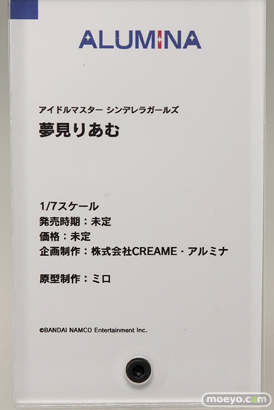 ALUMINA
アイドルマスター シンデレラガールズ
夢見りあむ
1/7スケール
発売時期：未定
価格：未定
企画制作：株式会社CREAME・アルミナ
原型制作：ミロ
©BANDAI NAMCO Entertainment Inc.
moeyo.com